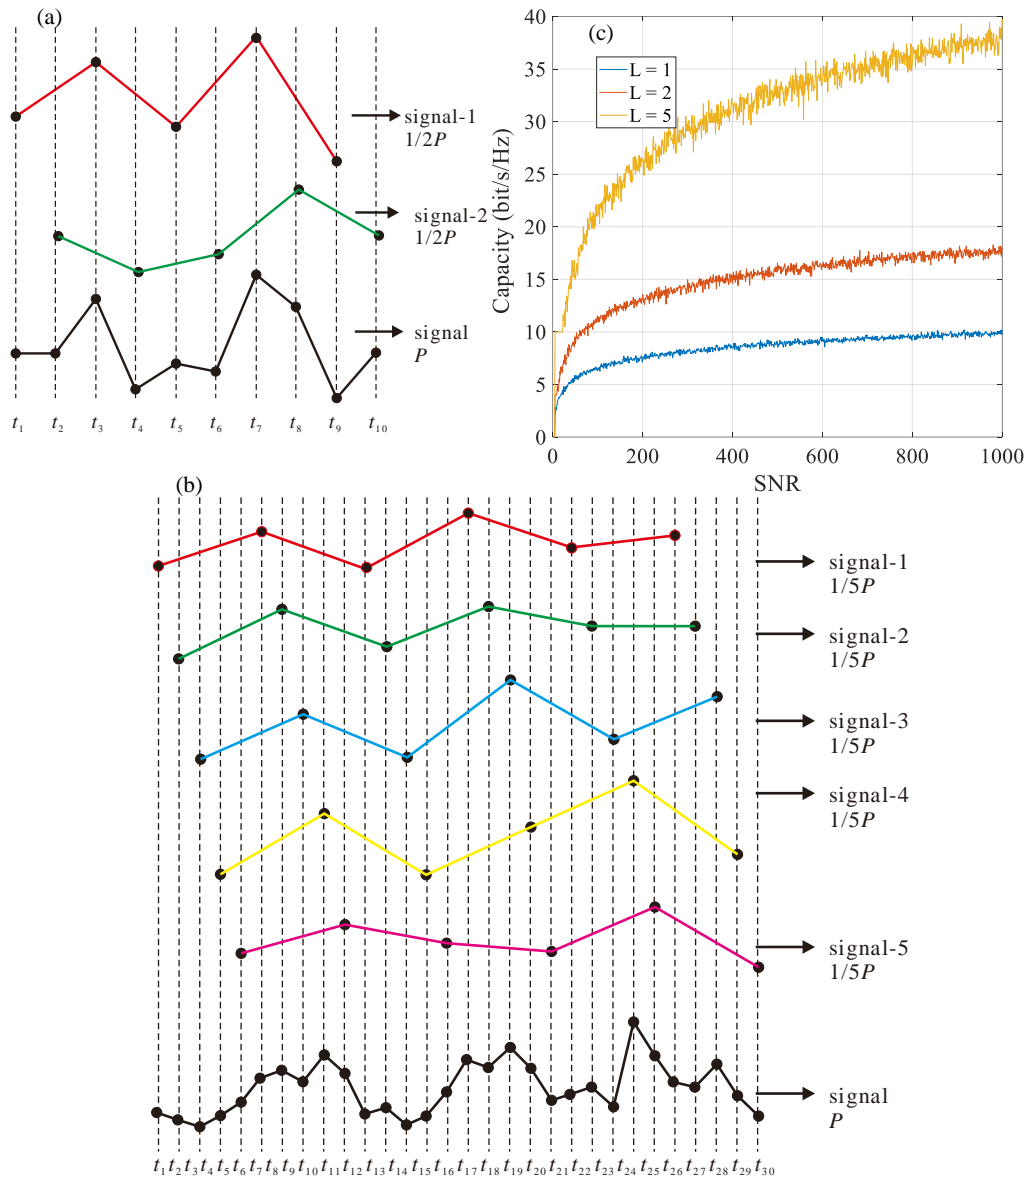 (a)
signal-1
1/2P
signal-2
1/2P
signal
P
t1 t2 t3 t4 t5 t6 t7 t8 t9 t10
(c)
40
35
30
25
20
15
10
5
0
Capacity (bit/s/Hz)
L = 1
L = 2
L = 5
0 200 400 600 800 1000
SNR
(b)
signal-1
1/5P
signal-2
1/5P
signal-3
1/5P
signal-4
1/5P
signal-5
1/5P
signal
P
t1 t2 t3 t4 t5 t6 t7 t8 t9 t10 t11 t12 t13 t14 t15 t16 t17 t18 t19 t20 t21 t22 t23 t24 t25 t26 t27 t28 t29 t30